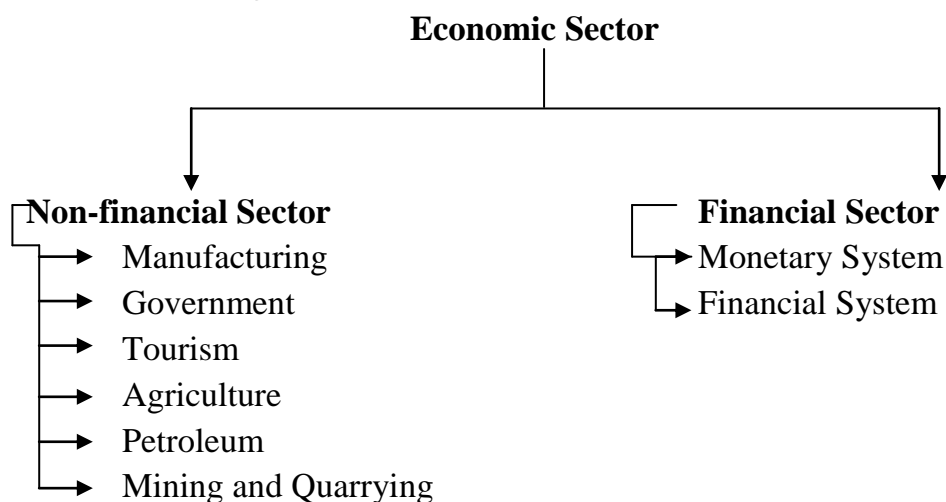 Economic Sector
Non-financial Sector
Manufacturing
Government
Tourism
Agriculture
Petroleum
Mining and Quarrying
Financial Sector
Monetary System
Financial System